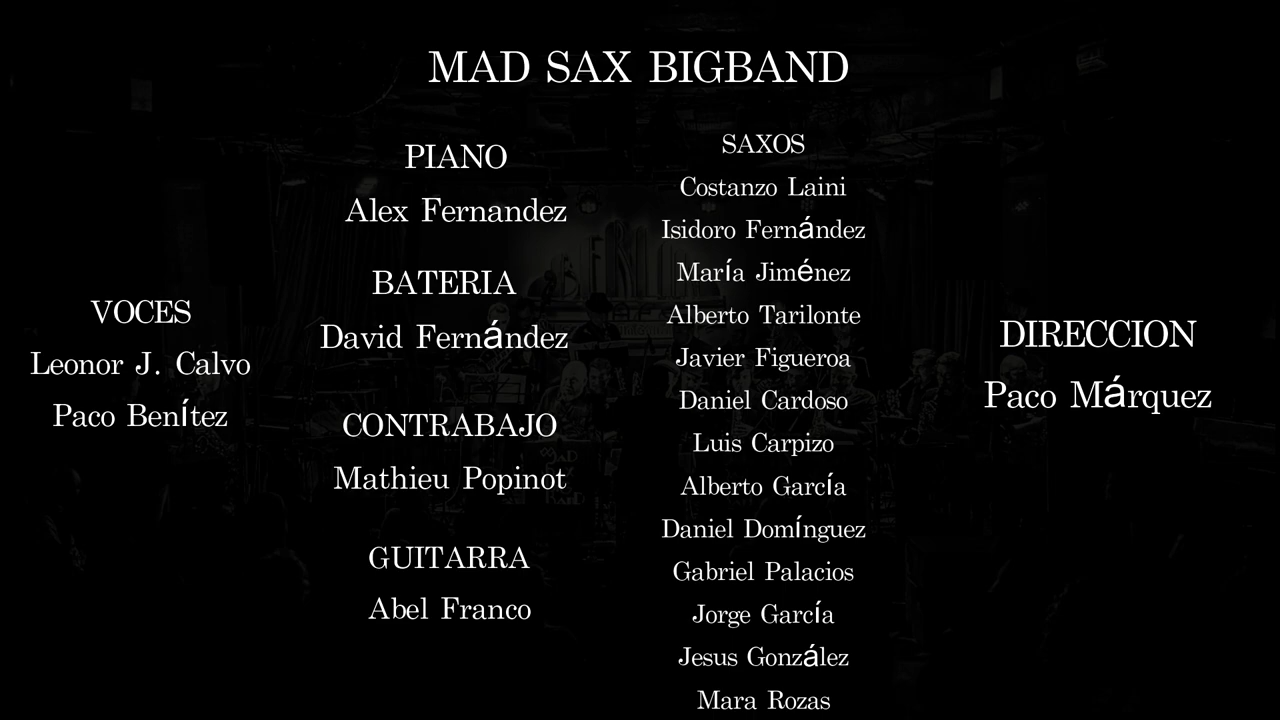 MAD SAX BIGBAND
VOCES
Leonor J. Calvo
Paco Benítez
PIANO
Alex Fernandez
BATERIA
David Fernández
CONTRABAJO
Mathieu Popinot
GUITARRA
Abel Franco
SAXOS
Costanzo Laini
Isidoro Fernández
María Jiménez
Alberto Tarilonte
Javier Figueroa
Daniel Cardoso
Luis Carpizo
Alberto García
Daniel Domínguez
Gabriel Palacios
Jorge García
Jesus González
Mara Rozas
DIRECCION
Paco Márquez